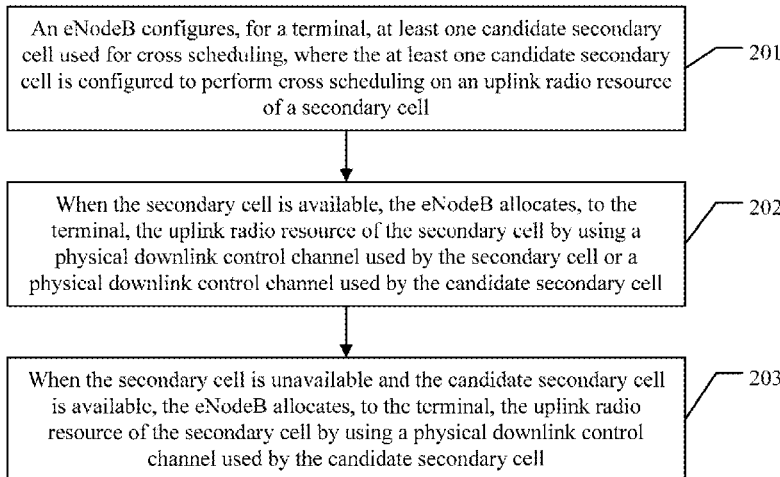 An eNodeB configures, for a terminal, at least one candidate secondary
cell used for cross scheduling, where the at least one candidate secondary
cell is configured to perform cross scheduling on an uplink radio resource
of a secondary cell
201
When the secondary cell is available, the eNodeB allocates, to the
terminal, the uplink radio resource of the secondary cell by using a
physical downlink control channel used by the secondary cell or a
physical downlink control channel used by the candidate secondary cell
202
When the secondary cell is unavailable and the candidate secondary cell
is available, the eNodeB allocates, to the terminal, the uplink radio
resource of the secondary cell by using a physical downlink control
channel used by the candidate secondary cell
203